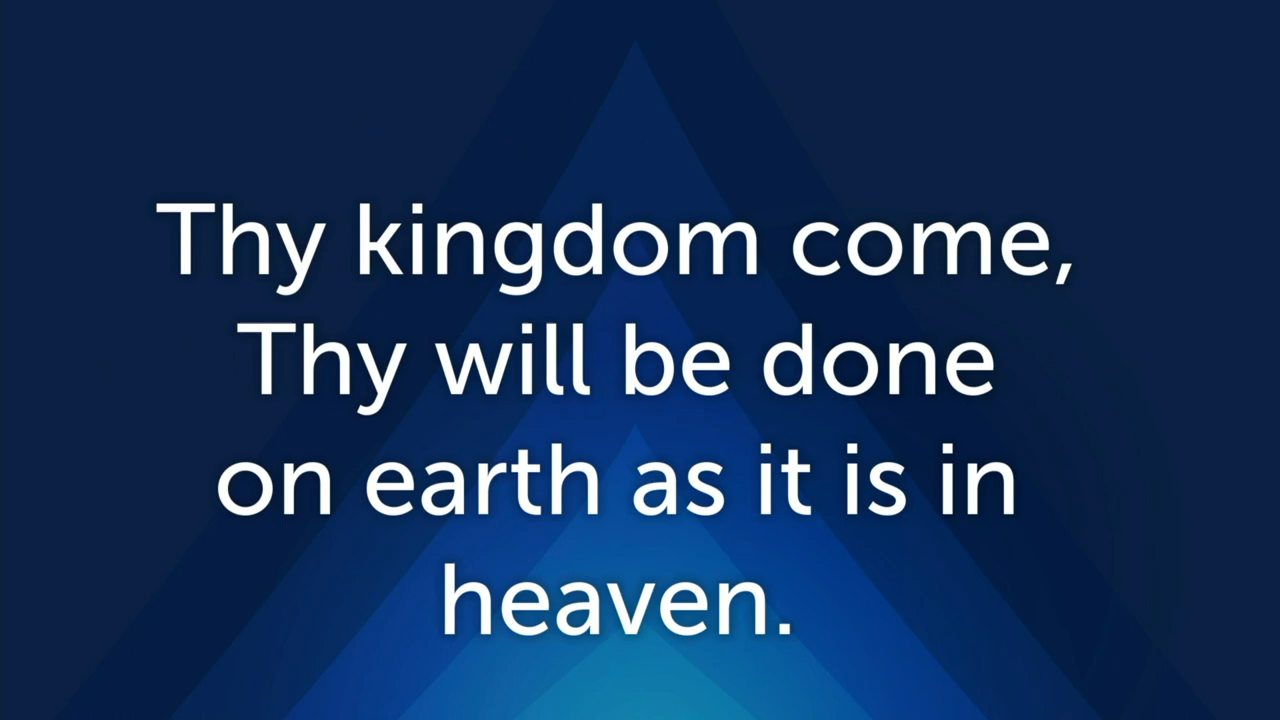 Thy kingdom come,
Thy will be done
on earth as it is in
heaven.